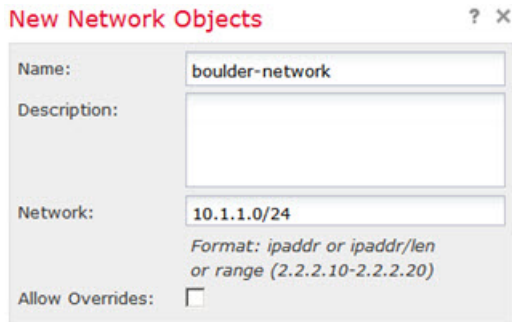 New Network Objects ? ×
Name: boulder-network
Description:
Network: 10.1.1.0/24
Format: ipaddr or ipaddr/len
or range (2.2.2.10-2.2.2.20)
Allow Overrides: